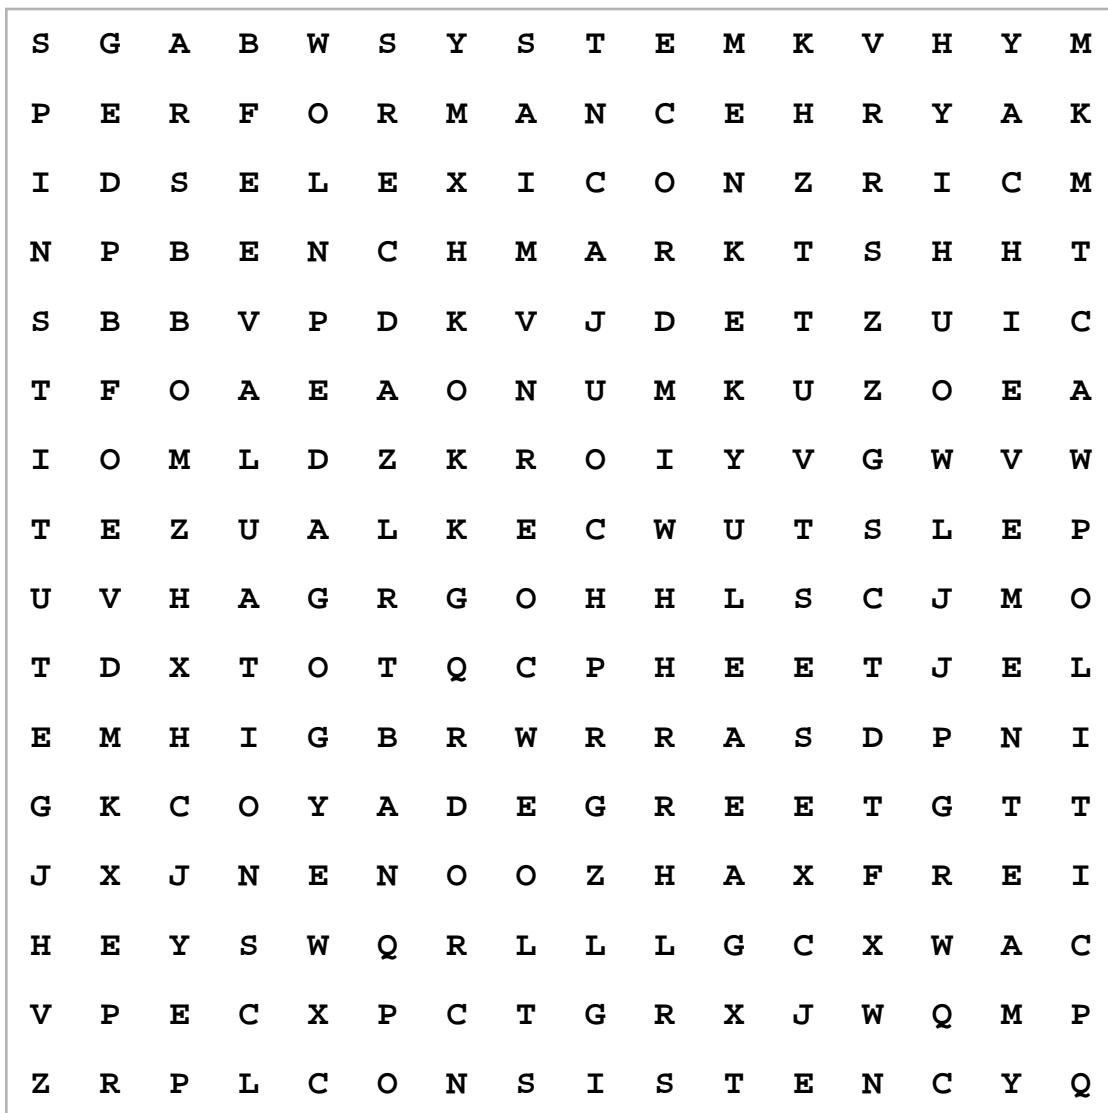 S G A B W S Y S T E M K V H Y M
P E R F O R M A N C E H R Y A K
I D S E L E X I C O N Z R I C M
N P B E N C H M A R K T S H H T
S B B V P D K V J D E T Z U I C
T F O A E A O N U M K U Z O E A
I O M L D Z K R O I Y V G W V W
T E Z U A L K E C W U T S L E P
U V H A G R G O H H L S C J M O
T D X T O T Q C P H E E T J E L
E M H I G B R W R R A S D P N I
G K C O Y A D E G R E E T G T T
J X J N E N O O Z H A X F R E I
H E Y S W Q R L L L G C X W A C
V P E C X P C T G R X J W Q M P
Z R P L C O N S I S T E N C Y Q